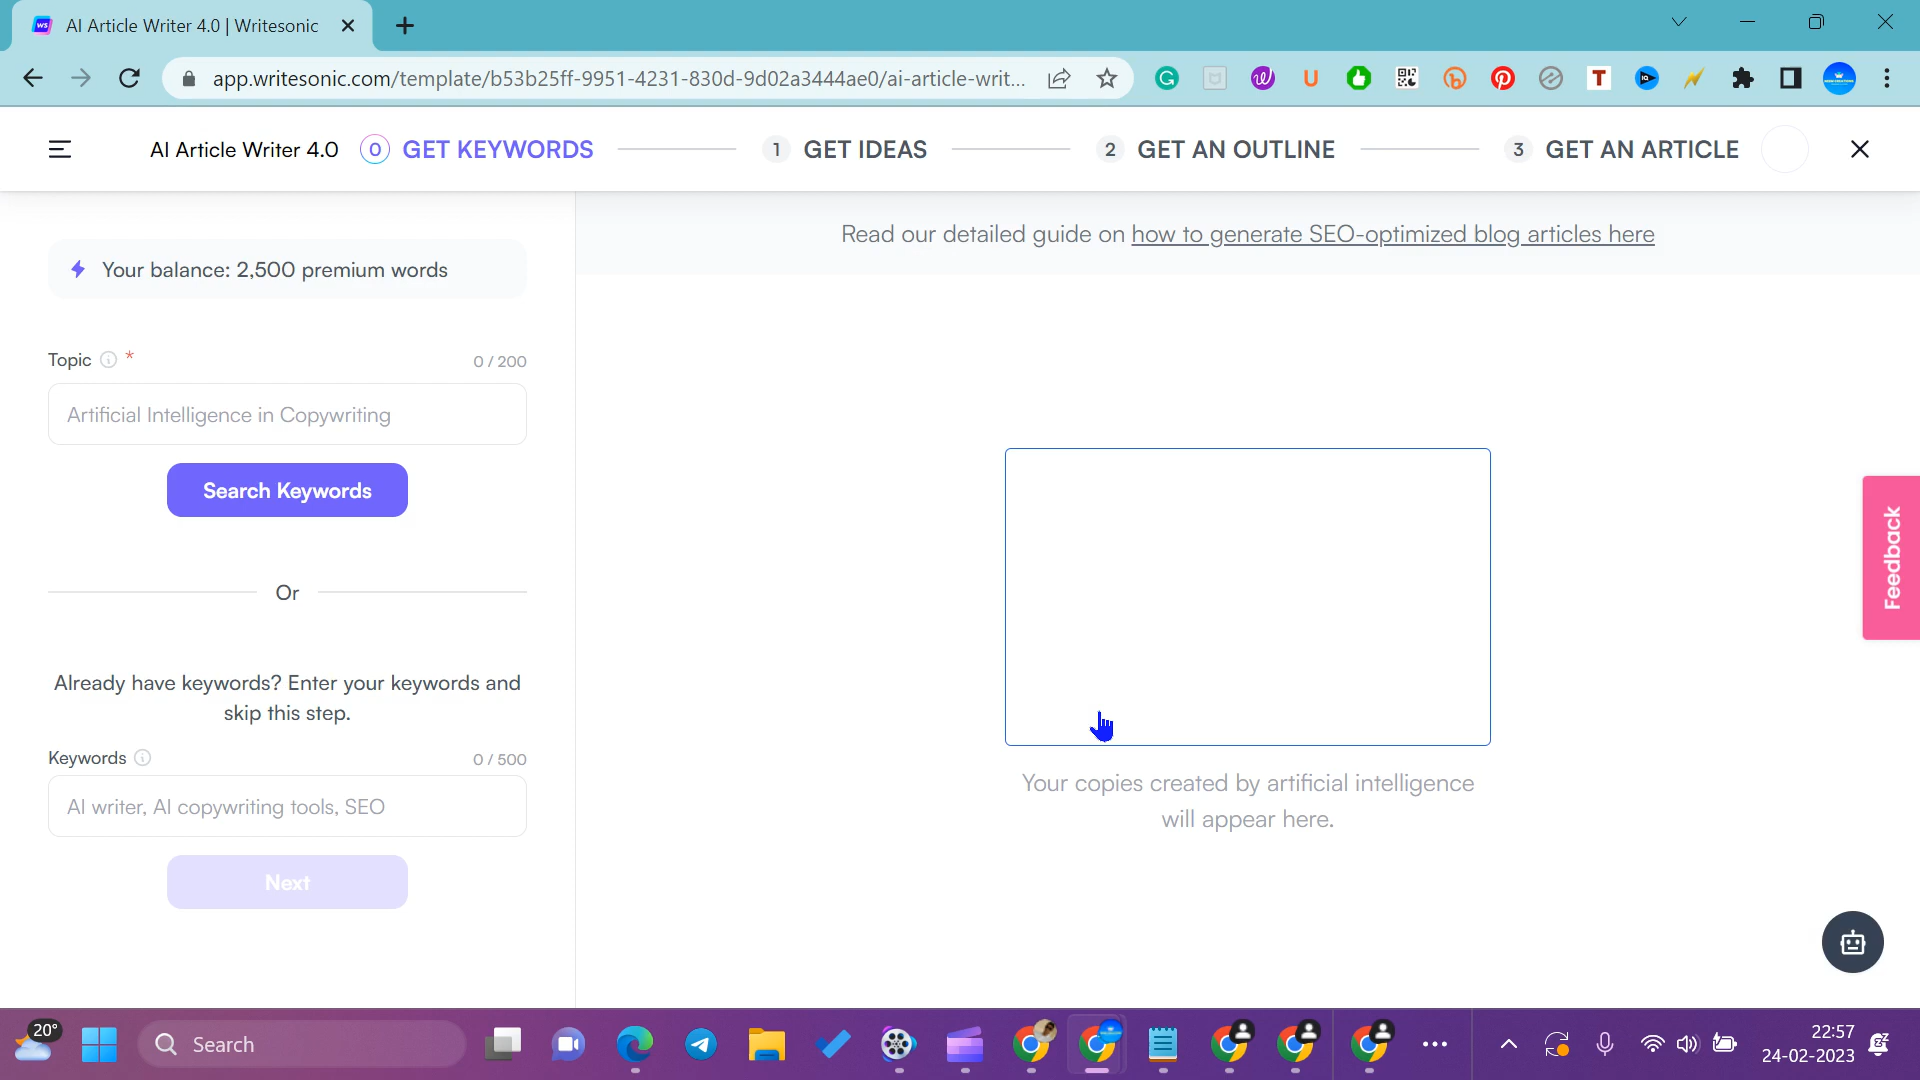 AI Article Writer 4.0 | Writesonic
app.writesonic.com/template/b53b25ff-9951-4231-830d-9d02a3444ae0/ai-article-writ...
AI Article Writer 4.0 0 GET KEYWORDS 1 GET IDEAS 2 GET AN OUTLINE 3 GET AN ARTICLE
Read our detailed guide on how to generate SEO-optimized blog articles here
Your balance: 2,500 premium words
Topic * 0 / 200
Artificial Intelligence in Copywriting
Search Keywords
Or
Already have keywords? Enter your keywords and
skip this step.
Keywords 0 / 500
AI writer, AI copywriting tools, SEO
Next
Your copies created by artificial intelligence
will appear here.
Feedback
20°
Search
22:57
24-02-2023